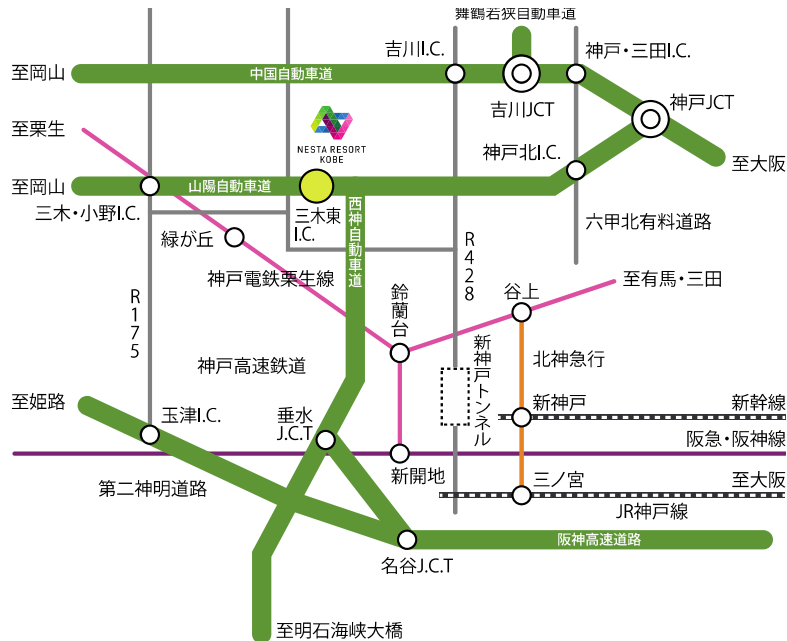 舞鶴若狭自動車道
吉川I.C.
神戸・三田I.C.
至岡山
中国自動車道
吉川JCT
神戸JCT
至粟生
NESTA RESORT
KOBE
神戸北I.C.
至大阪
至岡山
山陽自動車道
三木・小野I.C.
三木東
I.C.
西神自動車道
六甲北有料道路
緑が丘
R428
神戸電鉄粟生線
至有馬・三田
谷上
R175
鈴蘭台
新神戸トンネル
北神急行
神戸高速鉄道
至姫路
玉津I.C.
垂水
J.C.T
新神戸
新幹線
阪急・阪神線
新開地
三ノ宮
至大阪
第二神明道路
JR神戸線
阪神高速道路
名谷J.C.T
至明石海峡大橋